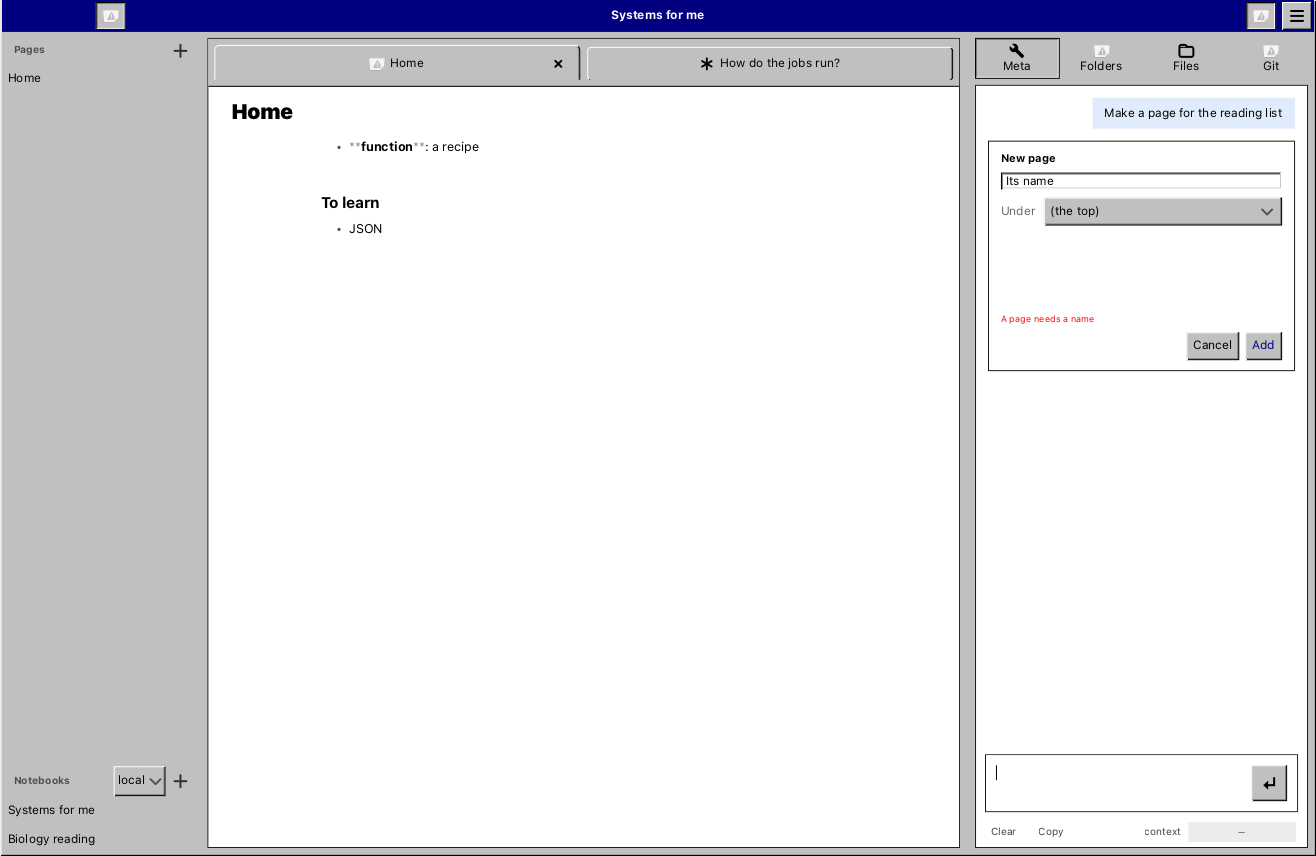 Systems for me
Pages
Home
Home
How do the jobs run?
Home
**function**: a recipe
To learn
JSON
Notebooks
local
Systems for me
Biology reading
Meta
Folders
Files
Git
Make a page for the reading list
New page
Its name
Under
(the top)
A page needs a name
Cancel
Add
Clear
Copy
context
—